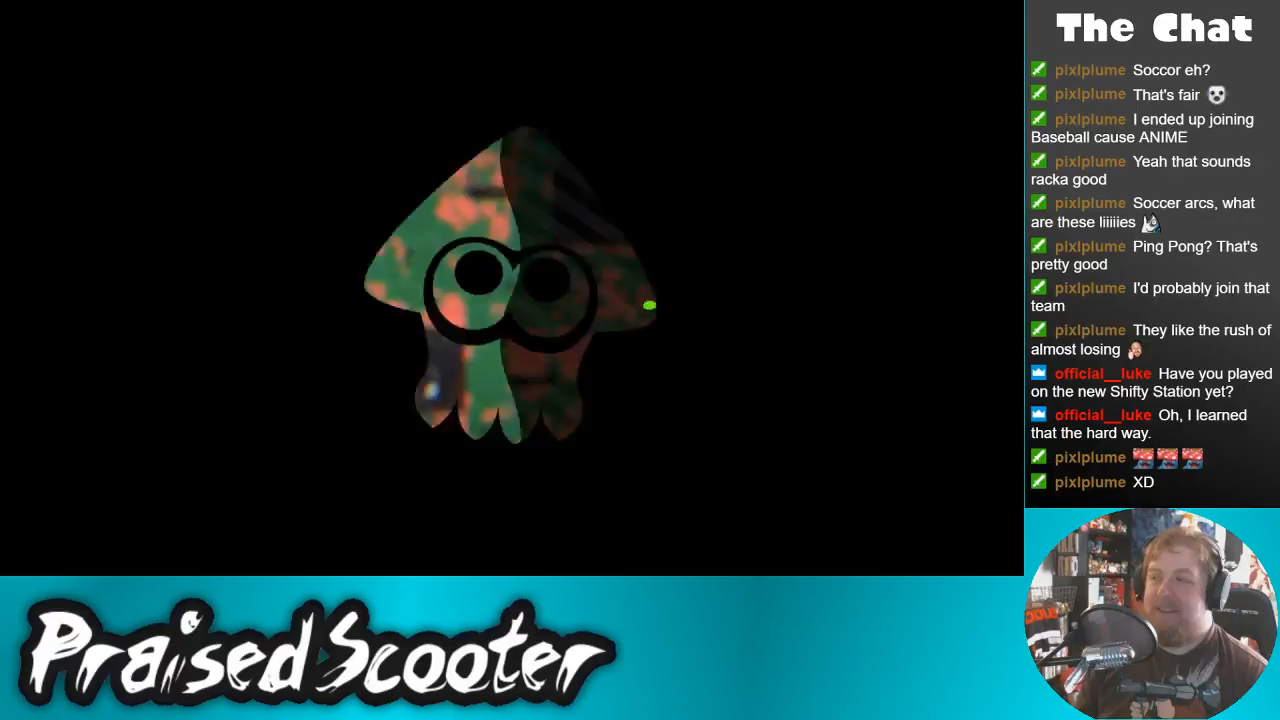 The Chat
pixlplume Soccor eh?
pixlplume That's fair
pixlplume I ended up joining
Baseball cause ANIME
pixlplume Yeah that sounds
racka good
pixlplume Soccer arcs, what
are these liiiiies
pixlplume Ping Pong? That's
pretty good
pixlplume I'd probably join that
team
pixlplume They like the rush of
almost losing
official__luke Have you played
on the new Shifty Station yet?
official__luke Oh, I learned
that the hard way.
pixlplume
pixlplume XD
PraisedScooter